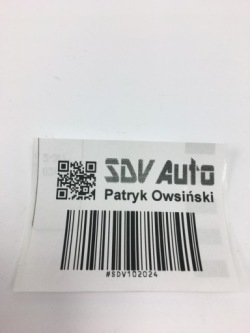 SDV Auto
Patryk Owsiński
#SDV102024